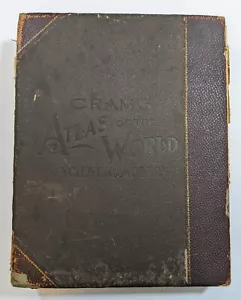 CRAM'S
ATLAS OF THE
WORLD